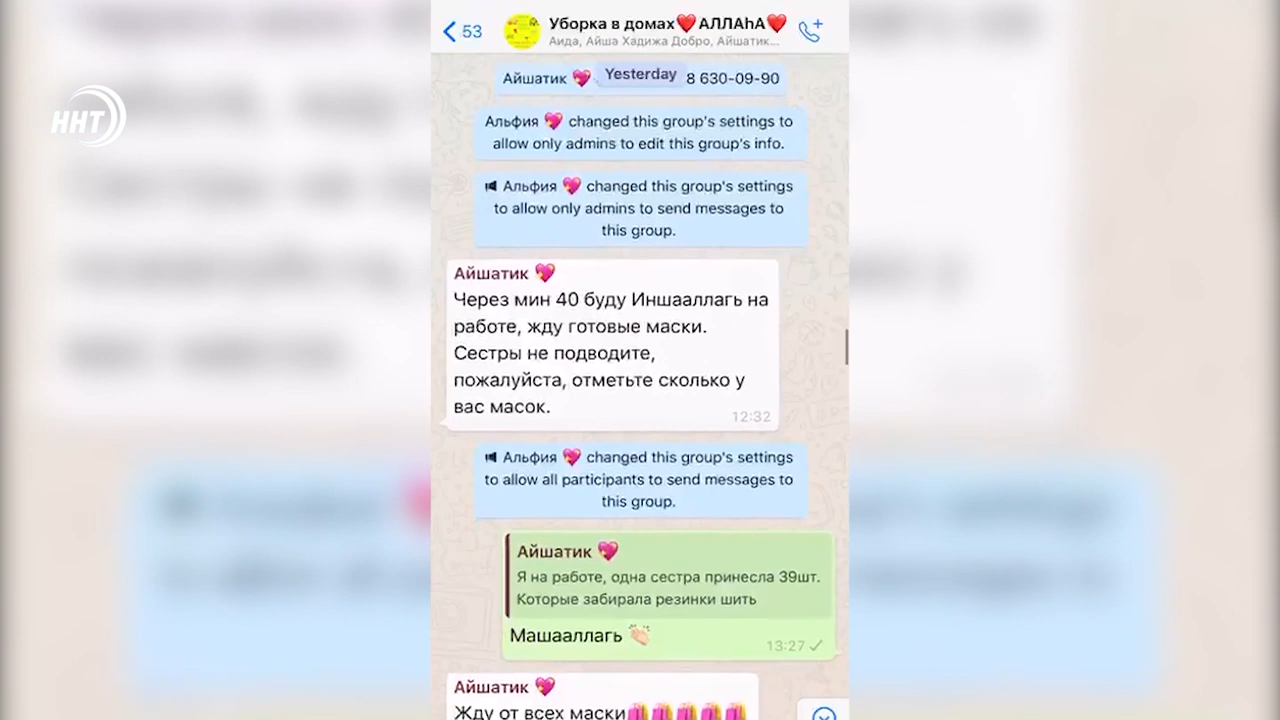 ННТ
53
Уборка в домах❤️АЛЛАҺА❤️
Аида, Айша Хадижа Добро, Айшатик...
Айшатик 💖
Yesterday
8 630-09-90
Альфия 💖 changed this group's settings to
allow only admins to edit this group's info.
Альфия 💖 changed this group's settings
to allow only admins to send messages to
this group.
Айшатик 💖
Через мин 40 буду Иншааллагь на
работе, жду готовые маски.
Сестры не подводите,
пожалуйста, отметьте сколько у
вас масок.
12:32
Альфия 💖 changed this group's settings
to allow all participants to send messages to
this group.
Айшатик 💖
Я на работе, одна сестра принесла 39шт.
Которые забирала резинки шить
Машааллагь 👏🏻
13:27
Айшатик 💖
Жду от всех маски🛍🛍🛍🛍🛍